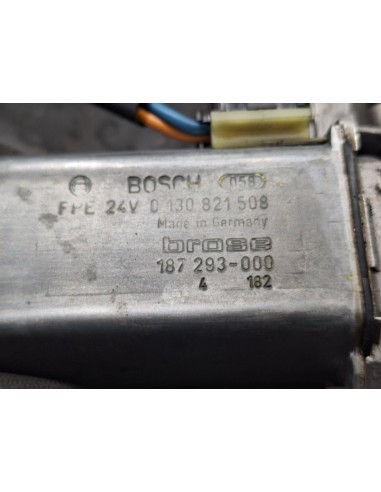 BOSCH 058
FPE 24V 0 130 821 508
Made in Germany
brose
187 293-000
4 182